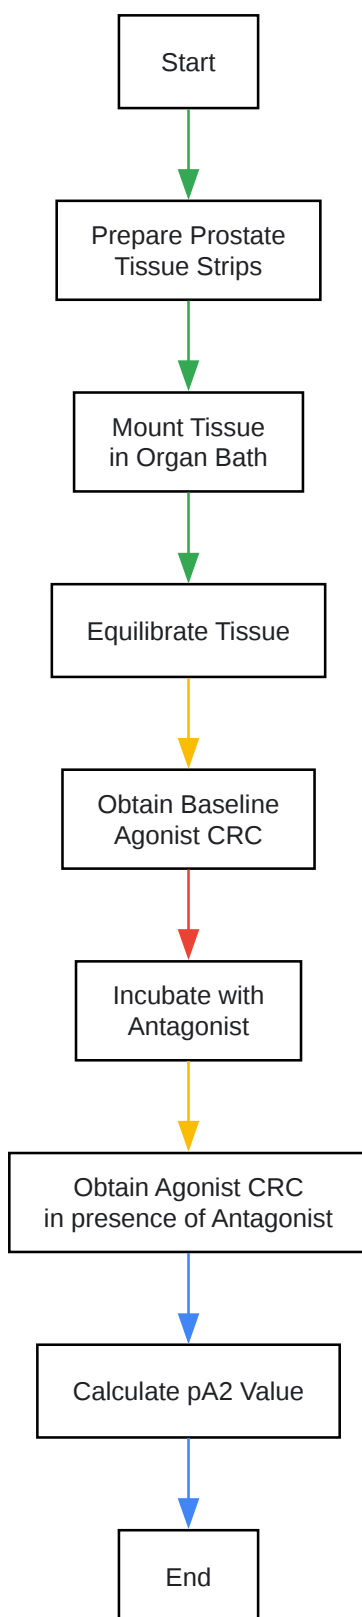 Start
Prepare Prostate
Tissue Strips
Mount Tissue
in Organ Bath
Equilibrate Tissue
Obtain Baseline
Agonist CRC
Incubate with
Antagonist
Obtain Agonist CRC
in presence of Antagonist
Calculate pA2 Value
End